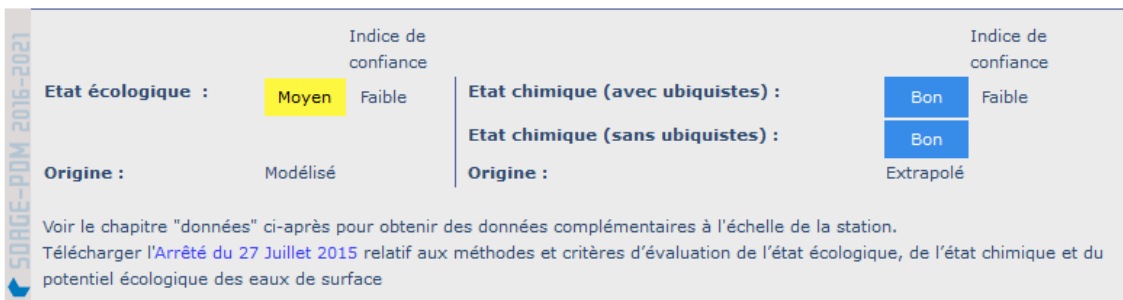 SDAGE-PDM 2016-2021
Indice de confiance
Indice de confiance
Etat écologique : Moyen Faible Etat chimique (avec ubiquistes) : Bon Faible
Etat chimique (sans ubiquistes) : Bon
Origine : Modélisé Origine : Extrapolé
Voir le chapitre "données" ci-après pour obtenir des données complémentaires à l'échelle de la station.
Télécharger l'Arrêté du 27 Juillet 2015 relatif aux méthodes et critères d'évaluation de l'état écologique, de l'état chimique et du
potentiel écologique des eaux de surface